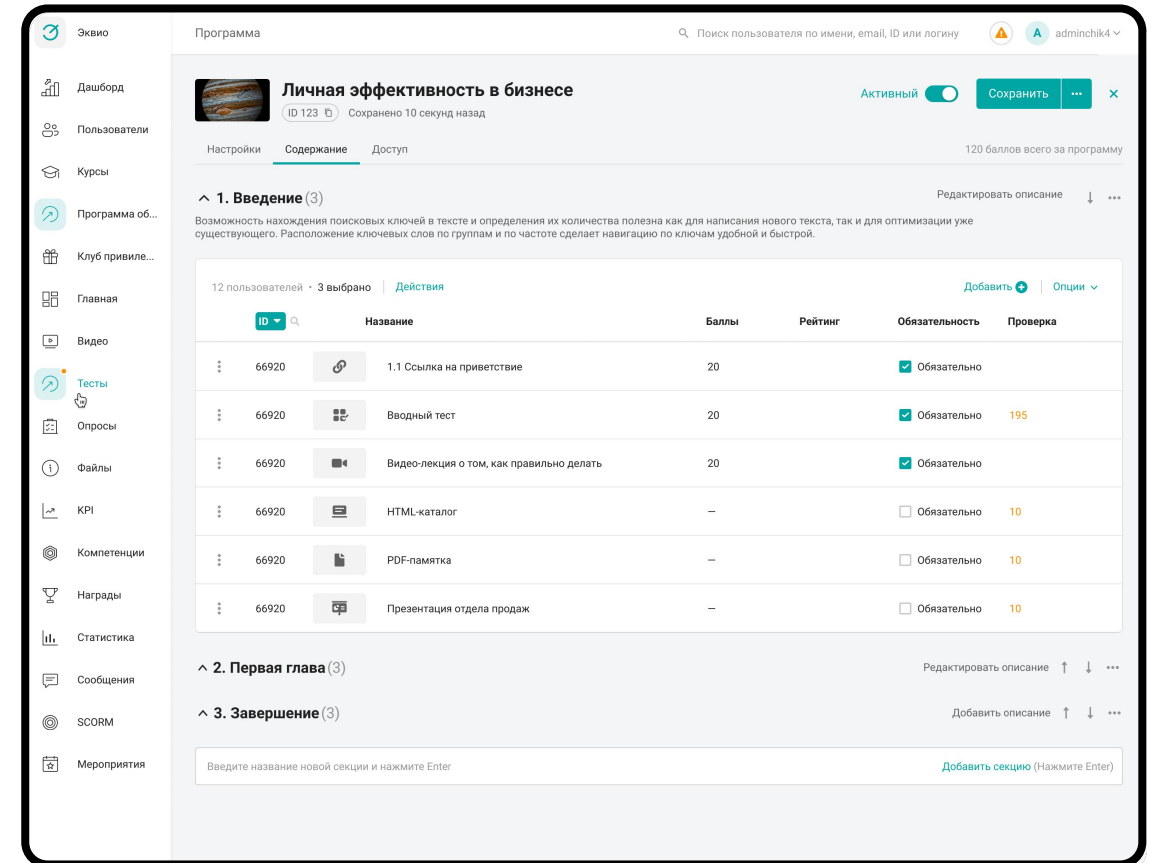 Эквио
Программа
Поиск пользователя по имени, email, ID или логину
A
adminchik4
Дашборд
Пользователи
Курсы
Программа об...
Клуб привиле...
Главная
Видео
Тесты
Опросы
Файлы
KPI
Компетенции
Награды
Статистика
Сообщения
SCORM
Мероприятия
Личная эффективность в бизнесе
ID 123
Сохранено 10 секунд назад
Активный
Сохранить
Настройки Содержание Доступ
120 баллов всего за программу
1. Введение (3)
Редактировать описание
Возможность нахождения поисковых ключей в тексте и определения их количества полезна как для написания нового текста, так и для оптимизации уже
существующего. Расположение ключевых слов по группам и по частоте сделает навигацию по ключам удобной и быстрой.
12 пользователей • 3 выбрано Действия
Добавить Опции
ID Название Баллы Рейтинг Обязательность Проверка
66920 1.1 Ссылка на приветствие 20 Обязательно
66920 Вводный тест 20 Обязательно 195
66920 Видео-лекция о том, как правильно делать 20 Обязательно
66920 HTML-каталог – Обязательно 10
66920 PDF-памятка – Обязательно 10
66920 Презентация отдела продаж – Обязательно 10
2. Первая глава (3)
Редактировать описание
3. Завершение (3)
Добавить описание
Введите название новой секции и нажмите Enter
Добавить секцию (Нажмите Enter)